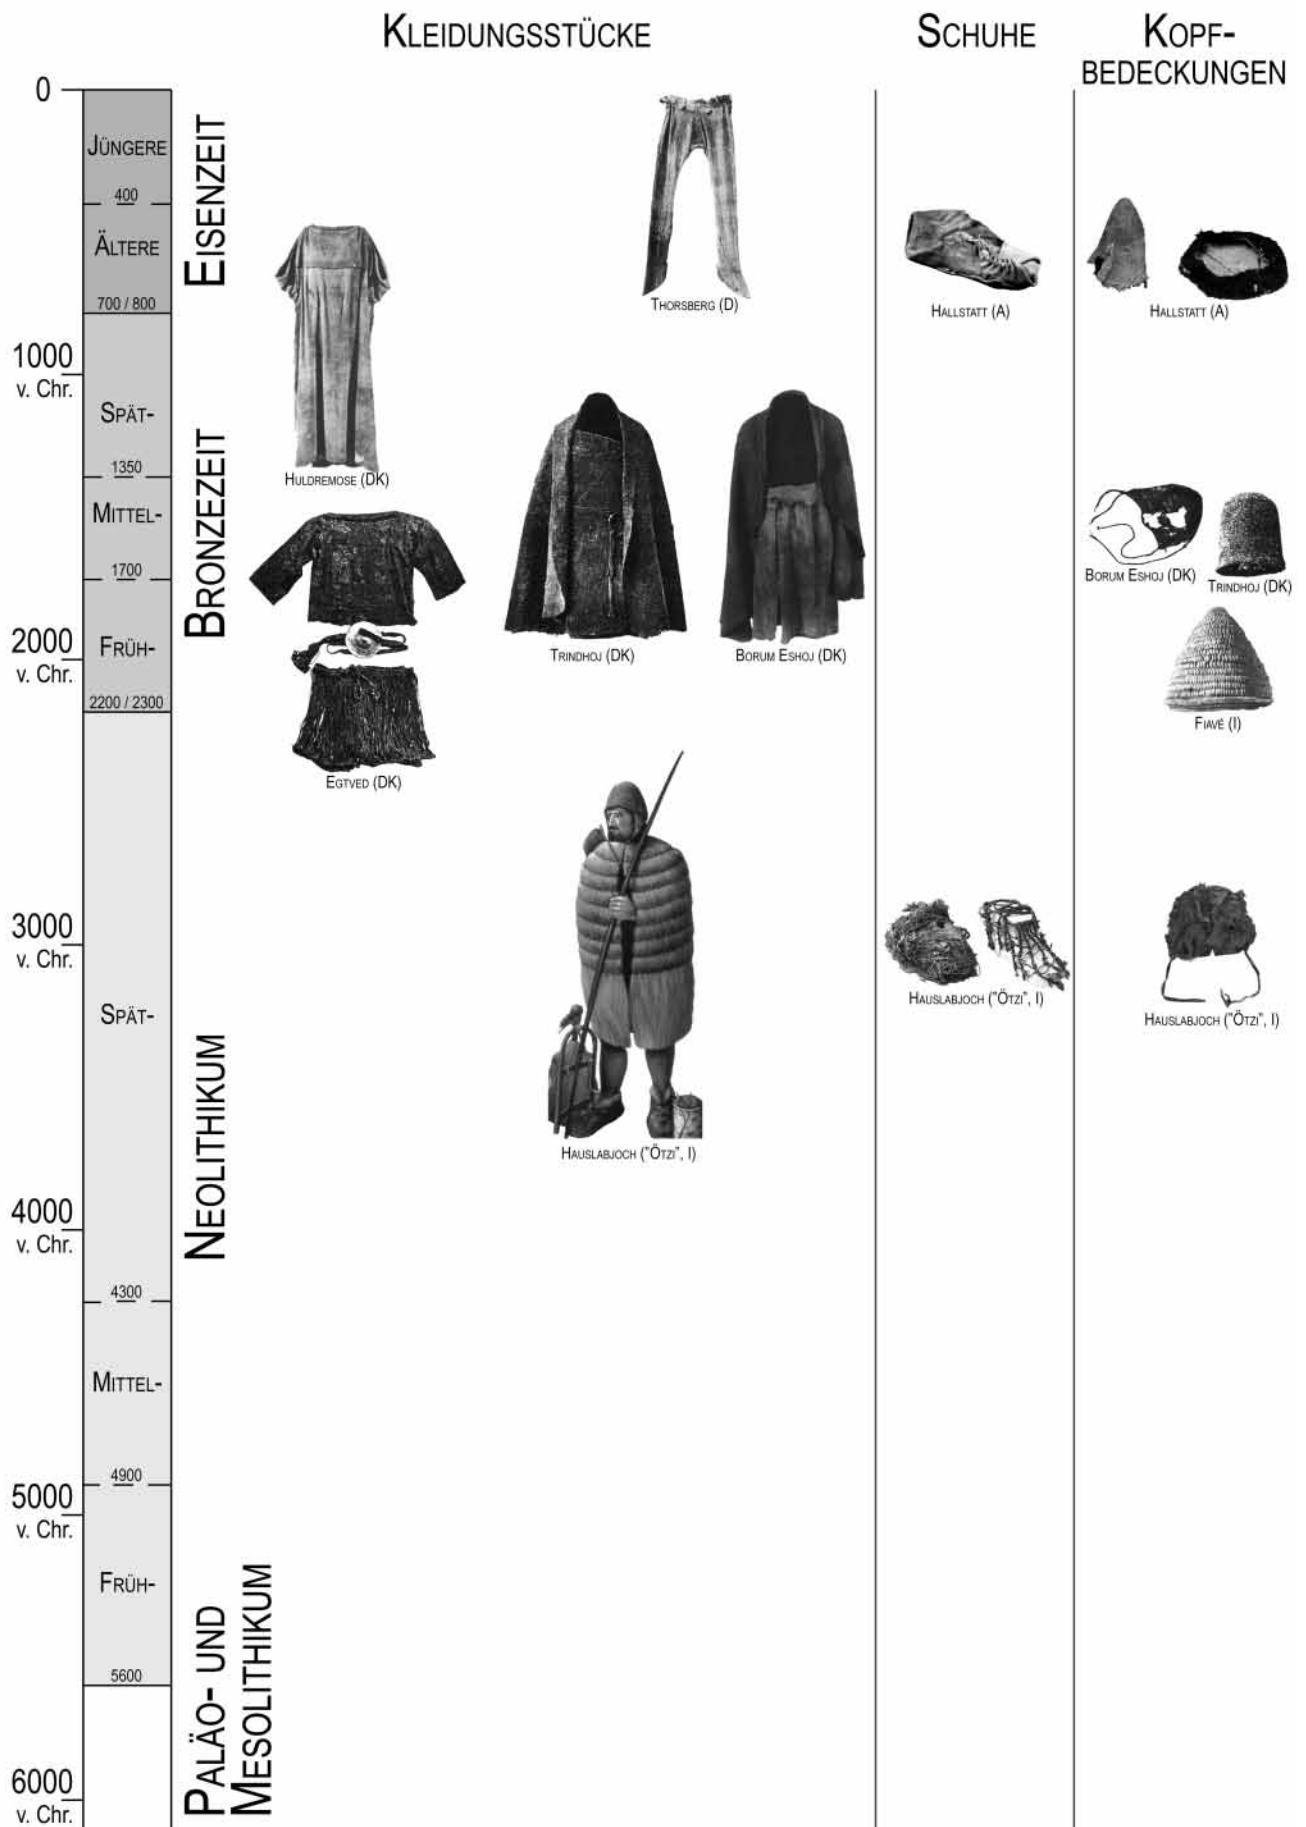 KLEIDUNGSSTÜCKE
SCHUHE
KOPF-
BEDECKUNGEN
0
JÜNGERE
400
ÄLTERE
700 / 800
EISENZEIT
THORSBERG (D)
HALLSTATT (A)
HALLSTATT (A)
1000
v. Chr.
SPÄT-
1350
MITTEL-
1700
2000
v. Chr.
FRÜH-
2200 / 2300
BRONZEZEIT
HULDREMOSE (DK)
BORUM ESHOJ (DK)
TRINDHOJ (DK)
TRINDHOJ (DK)
BORUM ESHOJ (DK)
FIAVÉ (I)
EGTVED (DK)
3000
v. Chr.
SPÄT-
NEOLITHIKUM
HAUSLABJOCH ("ÖTZI", I)
HAUSLABJOCH ("ÖTZI", I)
HAUSLABJOCH ("ÖTZI", I)
4000
v. Chr.
4300
MITTEL-
4900
5000
v. Chr.
FRÜH-
5600
PALÄO- UND
MESOLITHIKUM
6000
v. Chr.